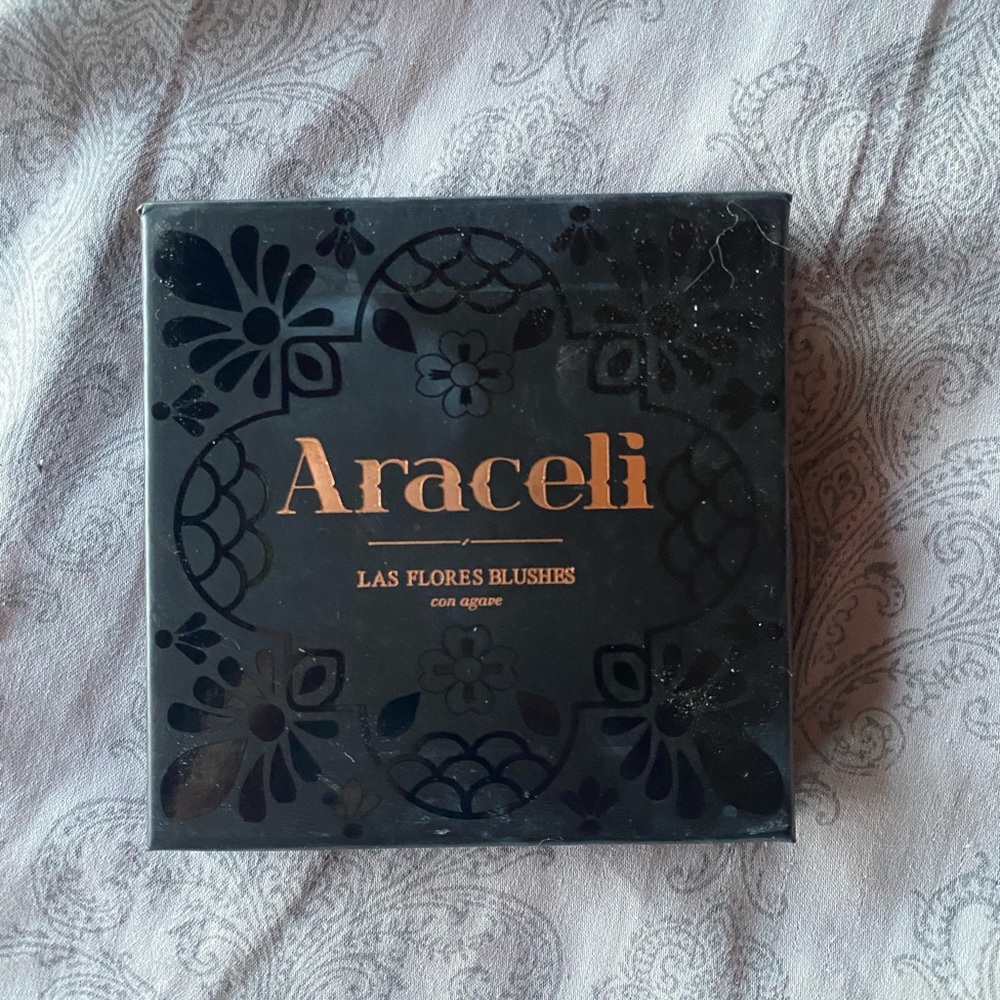 Araceli
LAS FLORES BLUSHES
con agave